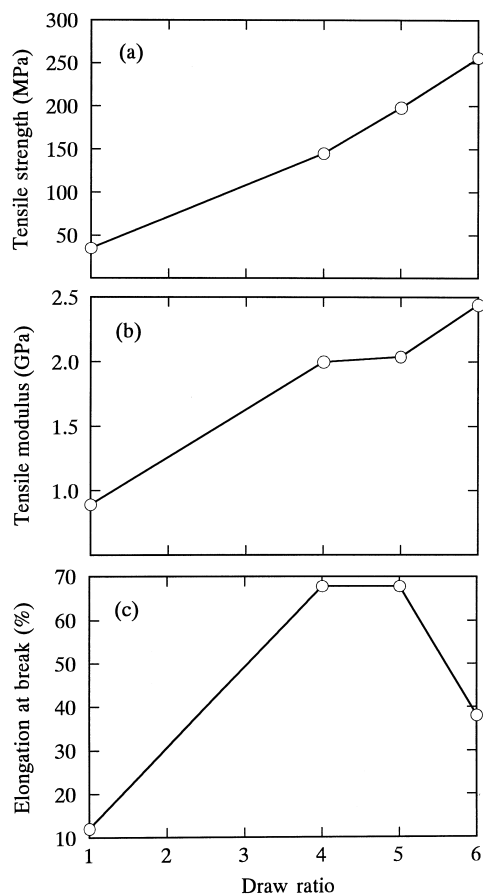 300
(a)
250
200
150
100
50
Tensile strength (MPa)
2.5
(b)
2.0
1.5
1.0
Tensile modulus (GPa)
70
(c)
60
50
40
30
20
10
Elongation at break (%)
1 2 3 4 5 6
Draw ratio